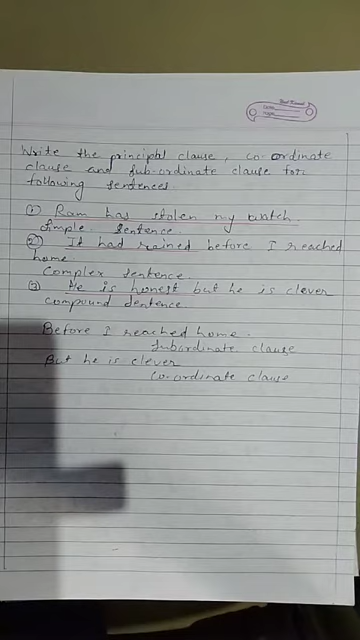 Write the principal clause, co-ordinate
clause and sub-ordinate clause for
following sentences.
① Ram has stolen my watch.
Simple sentence.
② It had rained before I reached
home.
Complex sentence.
③ He is honest but he is clever
compound sentence.
Before I reached home.
Subordinate clause
But he is clever
Co-ordinate clause